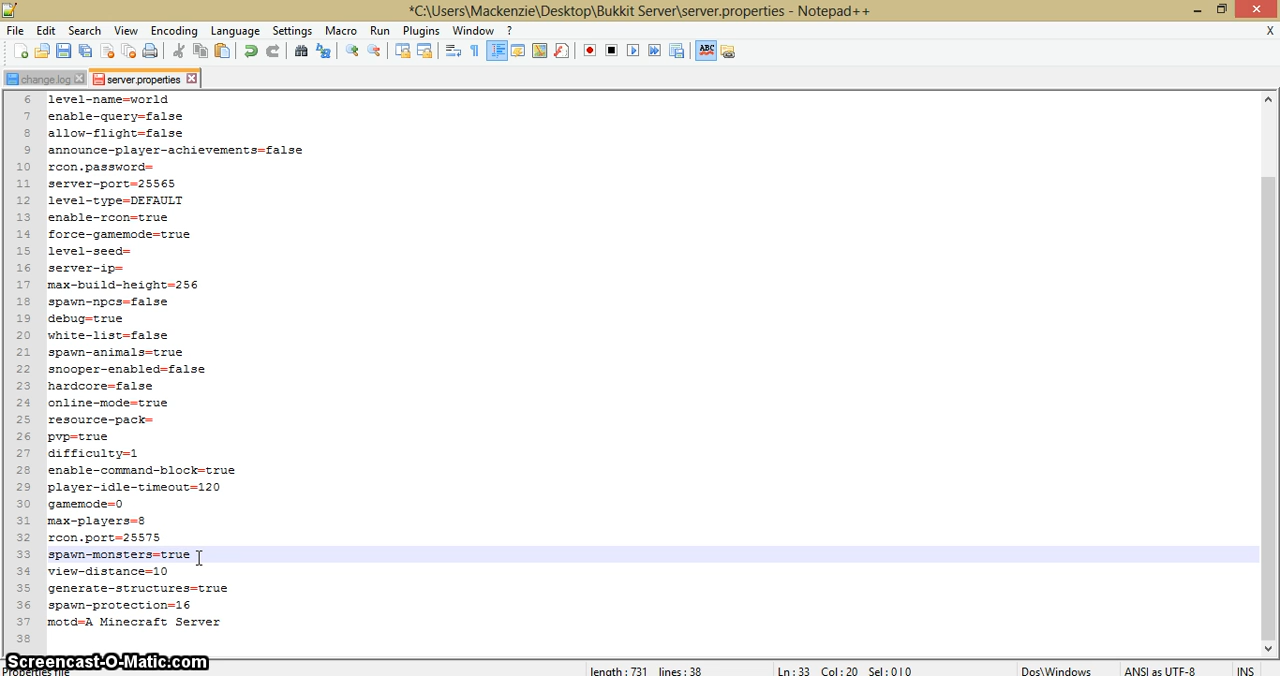 *C:\Users\Mackenzie\Desktop\Bukkit Server\server.properties - Notepad++
File Edit Search View Encoding Language Settings Macro Run Plugins Window ? X
change.log server.properties
6 level-name=world
7 enable-query=false
8 allow-flight=false
9 announce-player-achievements=false
10 rcon.password=
11 server-port=25565
12 level-type=DEFAULT
13 enable-rcon=true
14 force-gamemode=true
15 level-seed=
16 server-ip=
17 max-build-height=256
18 spawn-npcs=false
19 debug=true
20 white-list=false
21 spawn-animals=true
22 snooper-enabled=false
23 hardcore=false
24 online-mode=true
25 resource-pack=
26 pvp=true
27 difficulty=1
28 enable-command-block=true
29 player-idle-timeout=120
30 gamemode=0
31 max-players=8
32 rcon.port=25575
33 spawn-monsters=true
34 view-distance=10
35 generate-structures=true
36 spawn-protection=16
37 motd=A Minecraft Server
38
Screencast-O-Matic.com
Properties file length : 731 lines : 38 Ln : 33 Col : 20 Sel : 0 | 0 Dos\Windows ANSI as UTF-8 INS